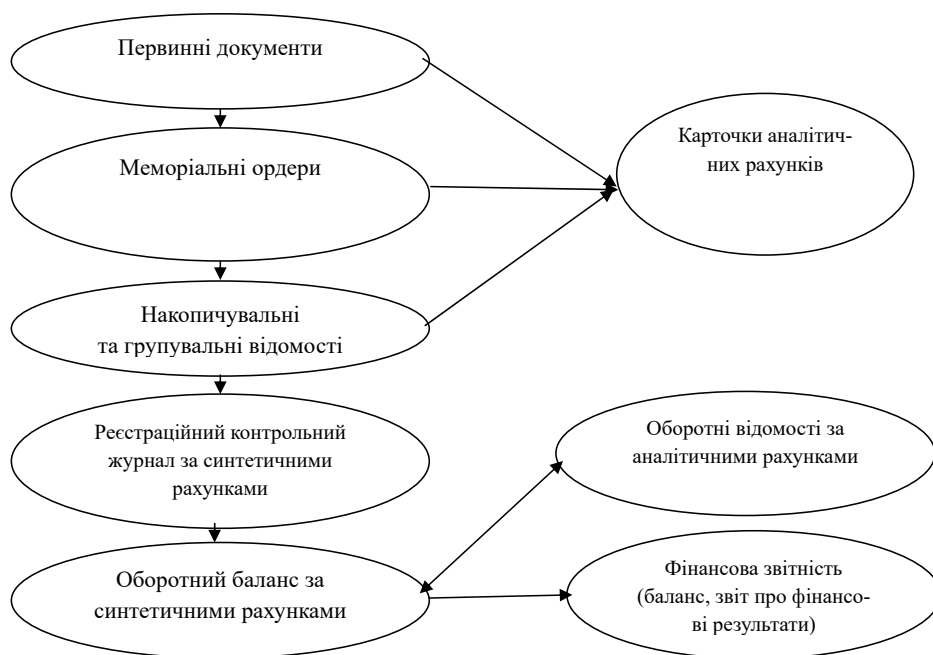 Первинні документи
Карточки аналітич-
них рахунків
Меморіальні ордери
Накопичувальні
та групувальні відомості
Реєстраційний контрольний
журнал за синтетичними
рахунками
Оборотні відомості за
аналітичними рахунками
Оборотний баланс за
синтетичними рахунками
Фінансова звітність
(баланс, звіт про фінансо-
ві результати)